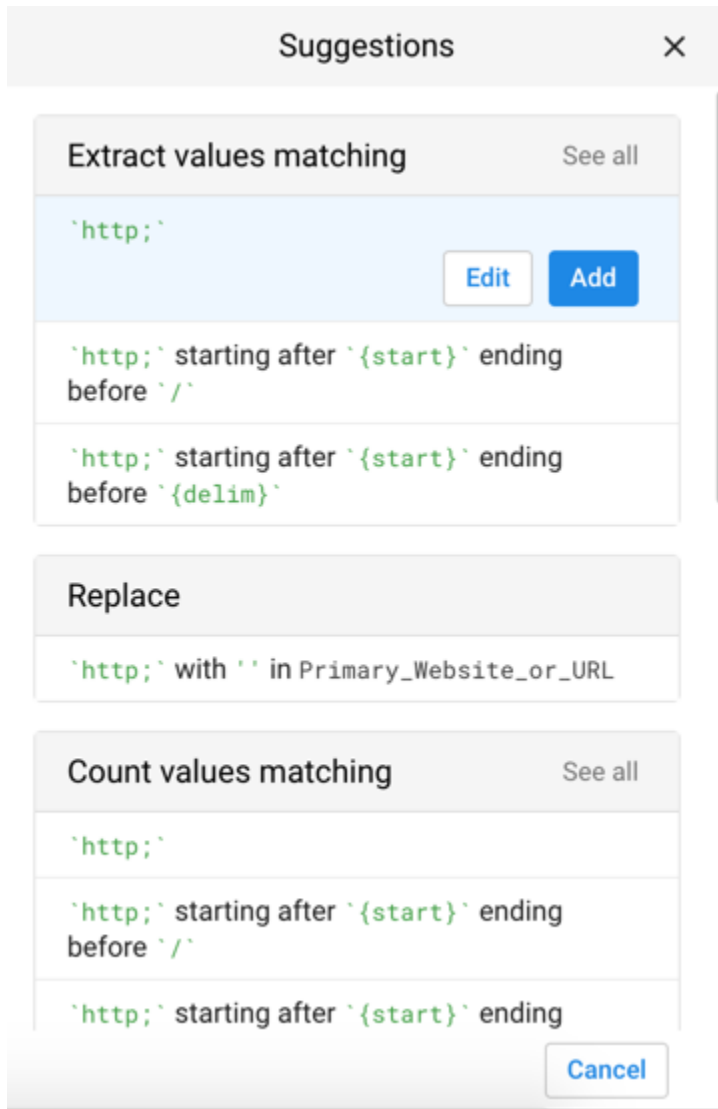 Suggestions ×
Extract values matching See all
`http;`
Edit Add
`http;` starting after `{start}` ending
before `/`
`http;` starting after `{start}` ending
before `{delim}`
Replace
`http;` with '' in Primary_Website_or_URL
Count values matching See all
`http;`
`http;` starting after `{start}` ending
before `/`
`http;` starting after `{start}` ending
Cancel